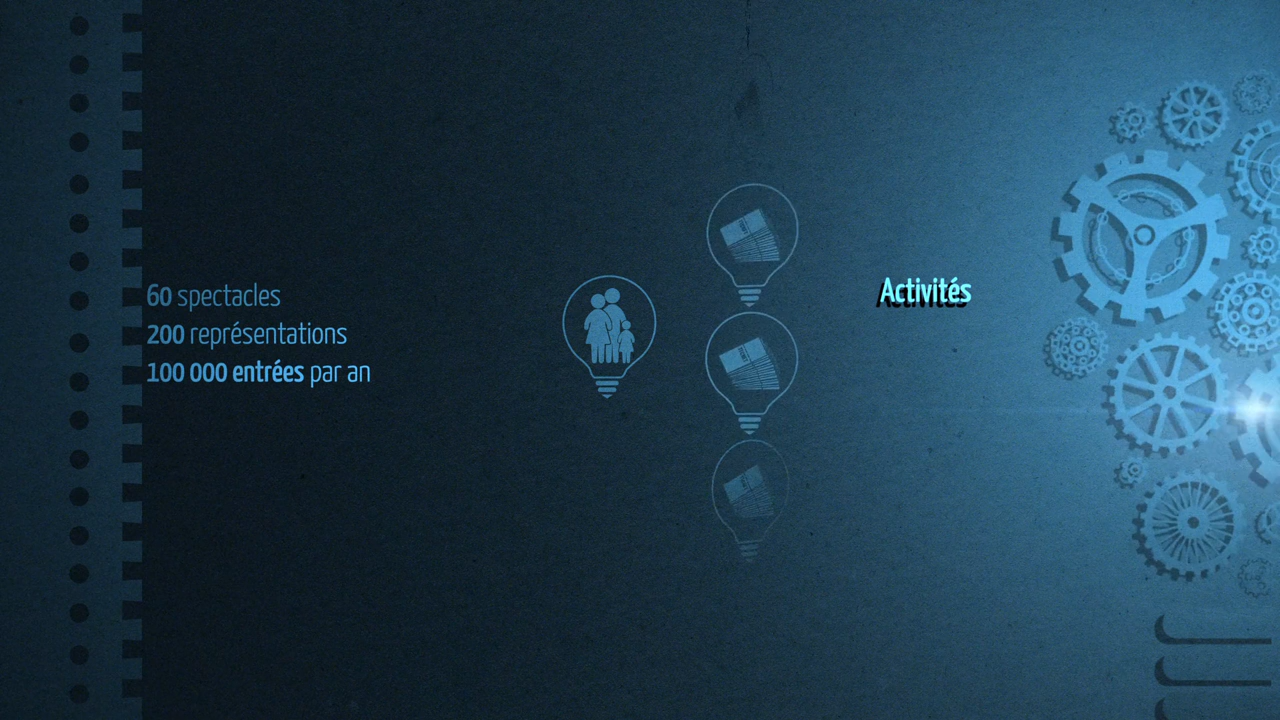 60 spectacles
200 représentations
100 000 entrées par an
Activités